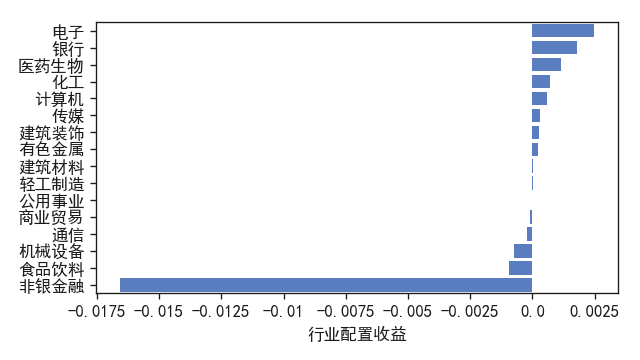 电子
银行
医药生物
化工
计算机
传媒
建筑装饰
有色金属
建筑材料
轻工制造
公用事业
商业贸易
通信
机械设备
食品饮料
非银金融
-0.0175 -0.015 -0.0125 -0.01 -0.0075 -0.005 -0.0025 0.0 0.0025
行业配置收益